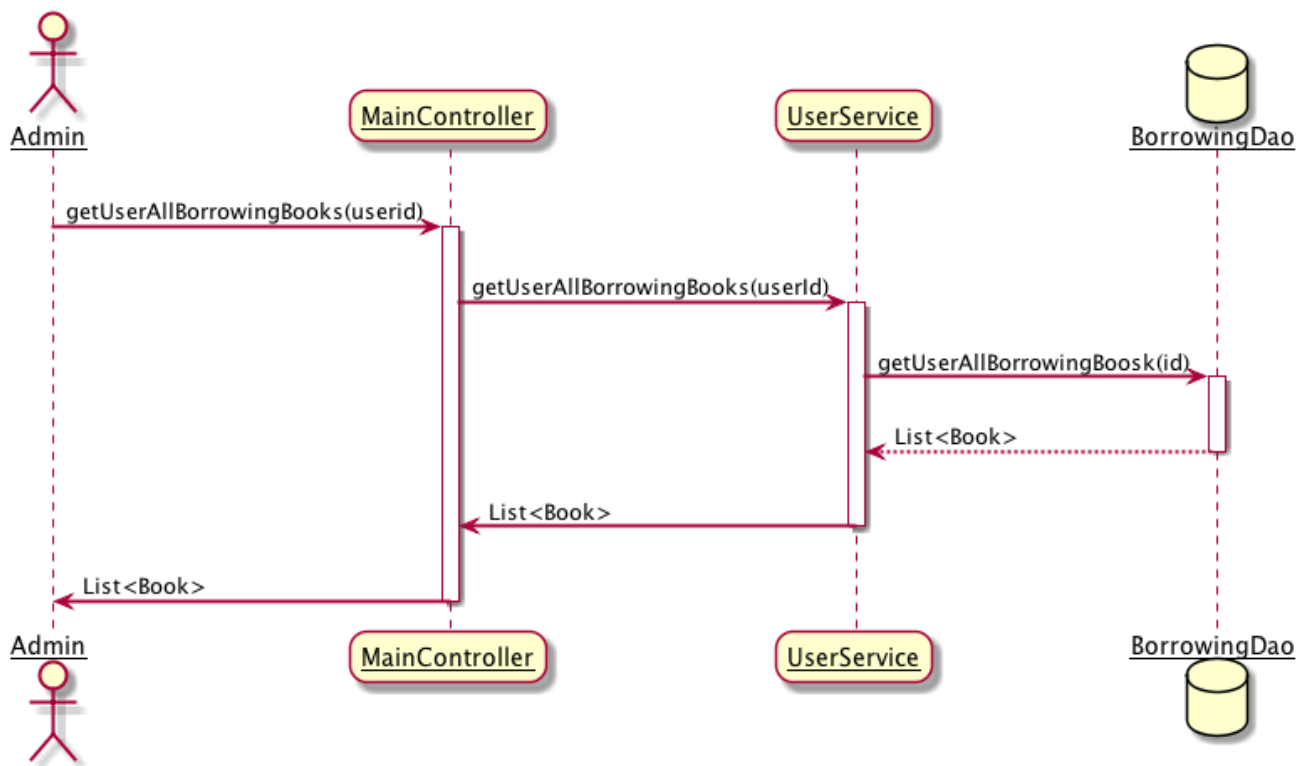 Admin
MainController
UserService
BorrowingDao
getUserAllBorrowingBooks(userid)
getUserAllBorrowingBooks(userId)
getUserAllBorrowingBoosk(id)
List<Book>
List<Book>
List<Book>
Admin
MainController
UserService
BorrowingDao